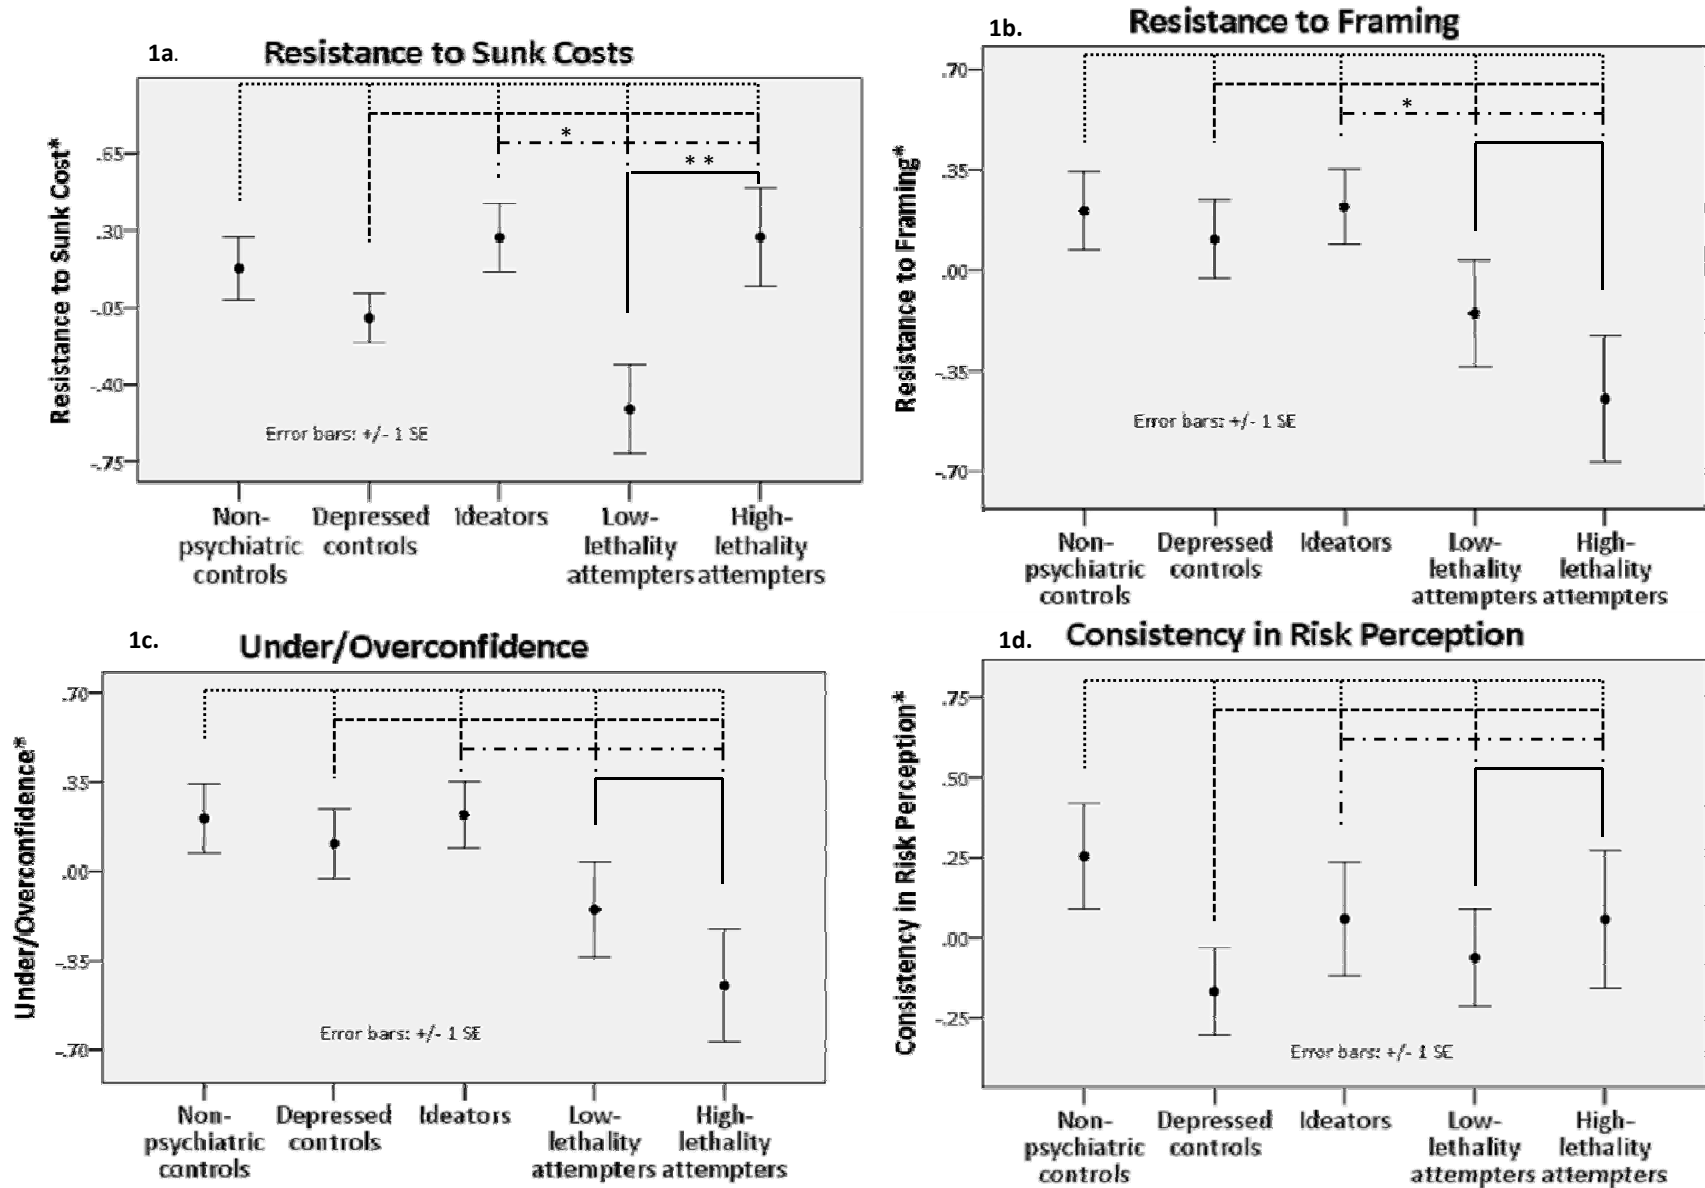 1a.
Resistance to Sunk Costs
Resistance to Sunk Cost*
.65
.30
-.05
-.40
-.75
*
* *
Error bars: +/- 1 SE
Non-
psychiatric
controls
Depressed
controls
Ideators
Low-
lethality
attempters
High-
lethality
attempters
1b.
Resistance to Framing
Resistance to Framing*
.70
.35
.00
-.35
-.70
*
Error bars: +/- 1 SE
Non-
psychiatric
controls
Depressed
controls
Ideators
Low-
lethality
attempters
High-
lethality
attempters
1c.
Under/Overconfidence
Under/Overconfidence*
.70
.35
.00
-.35
-.70
Error bars: +/- 1 SE
Non-
psychiatric
controls
Depressed
controls
Ideators
Low-
lethality
attempters
High-
lethality
attempters
1d.
Consistency in Risk Perception
Consistency in Risk Perception*
.75
.50
.25
.00
-.25
Error bars: +/- 1 SE
Non-
psychiatric
controls
Depressed
controls
Ideators
Low-
lethality
attempters
High-
lethality
attempters